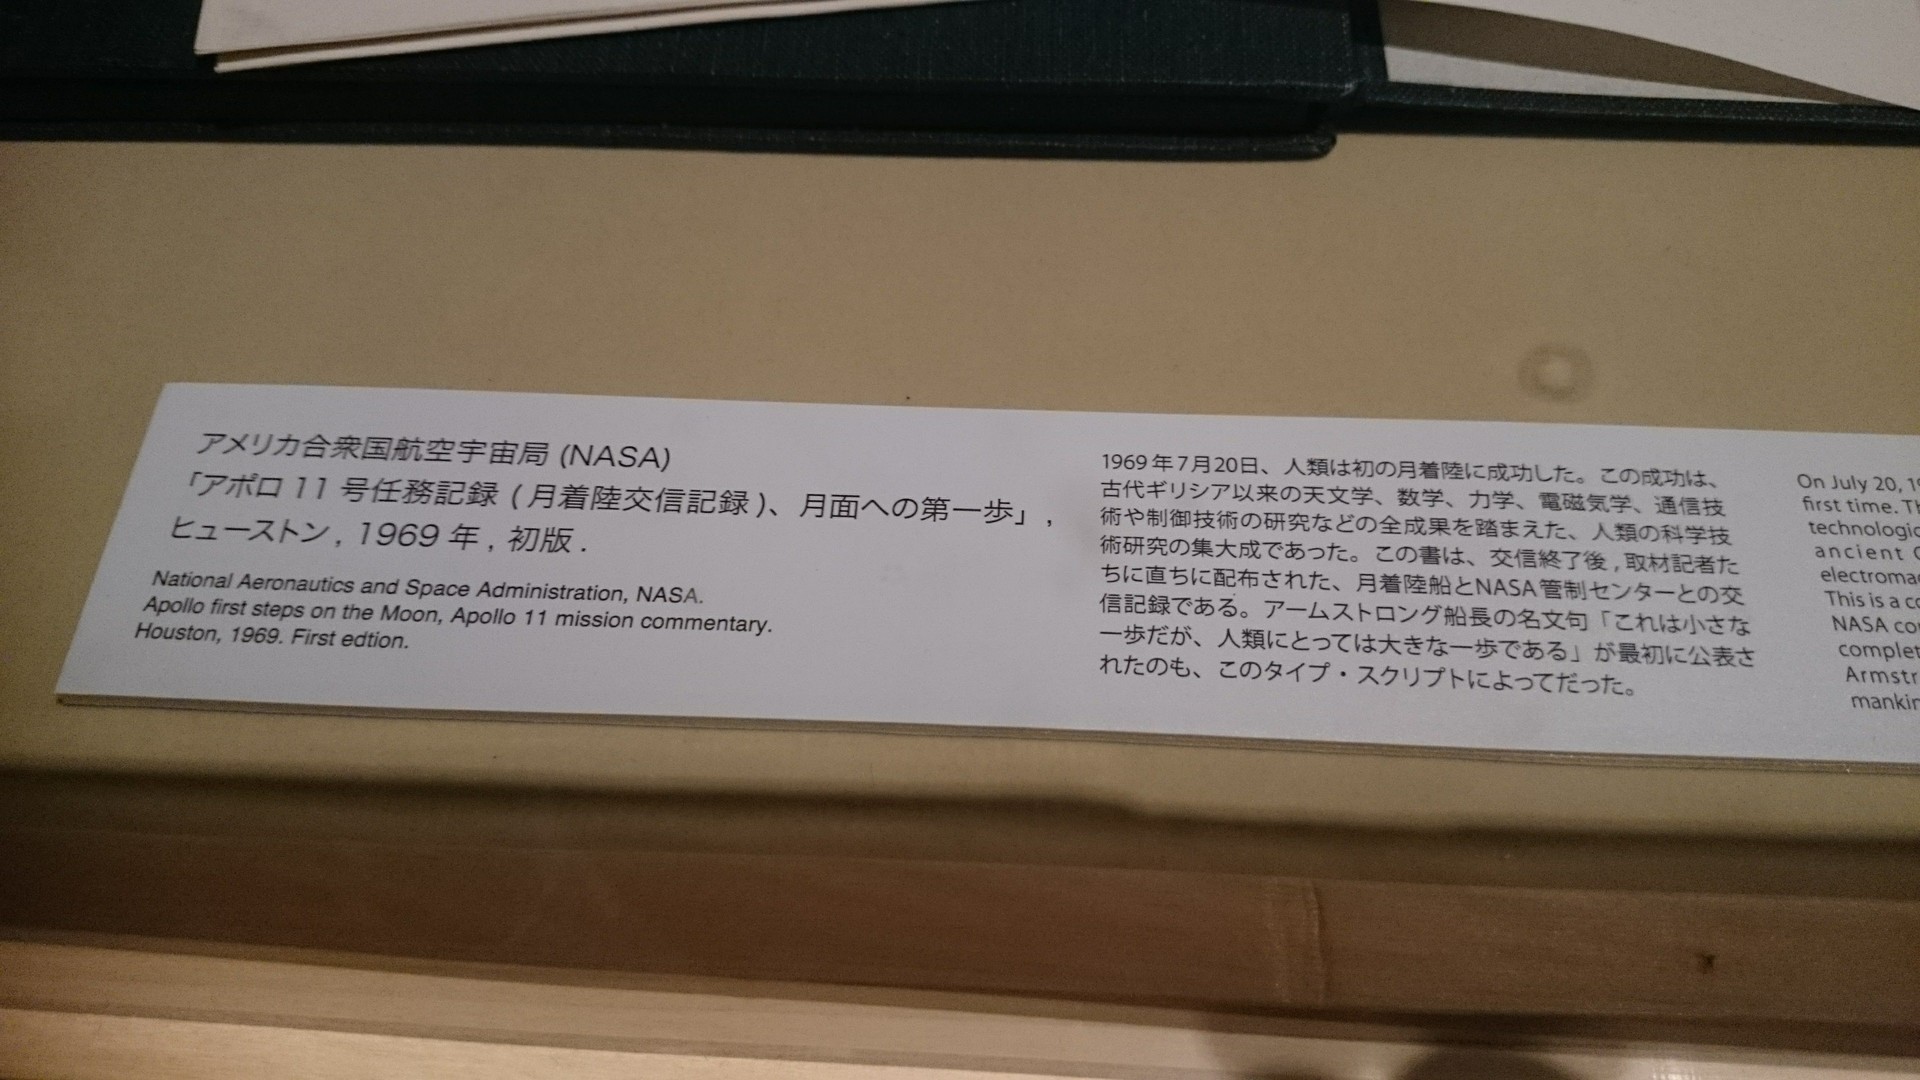 アメリカ合衆国航空宇宙局 (NASA)
「アポロ 11 号任務記録 (月着陸交信記録)、月面への第一歩」,
ヒューストン, 1969 年, 初版.
National Aeronautics and Space Administration, NASA.
Apollo first steps on the Moon, Apollo 11 mission commentary.
Houston, 1969. First edtion.
1969年7月20日、人類は初の月着陸に成功した。この成功は、
古代ギリシア以来の天文学、数学、力学、電磁気学、通信技
術や制御技術の研究などの全成果を踏まえた、人類の科学技
術研究の集大成であった。この書は、交信終了後,取材記者た
ちに直ちに配布された、月着陸船とNASA管制センターとの交
信記録である。アームストロング船長の名文句「これは小さな
一歩だが、人類にとっては大きな一歩である」が最初に公表さ
れたのも、このタイプ・スクリプトによってだった。
On July 20, 19
first time. Th
technologic
ancient
electromag
This is a co
NASA co
complet
Armstr
mankin